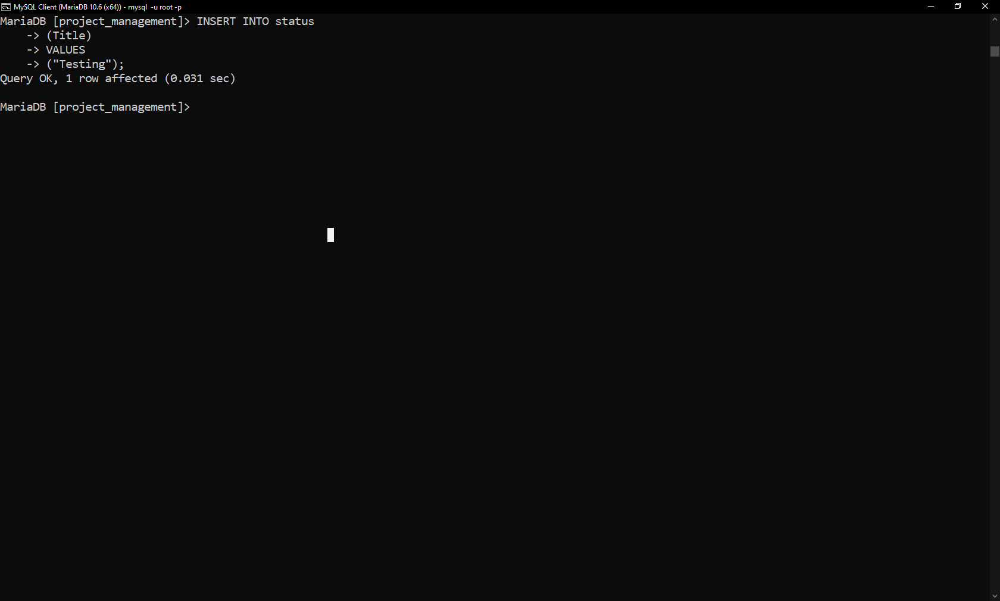 MySQL Client (MariaDB 10.6 (x64)) - mysql  -u root -p
MariaDB [project_management]> INSERT INTO status
    -> (Title)
    -> VALUES
    -> ("Testing");
Query OK, 1 row affected (0.031 sec)
MariaDB [project_management]>